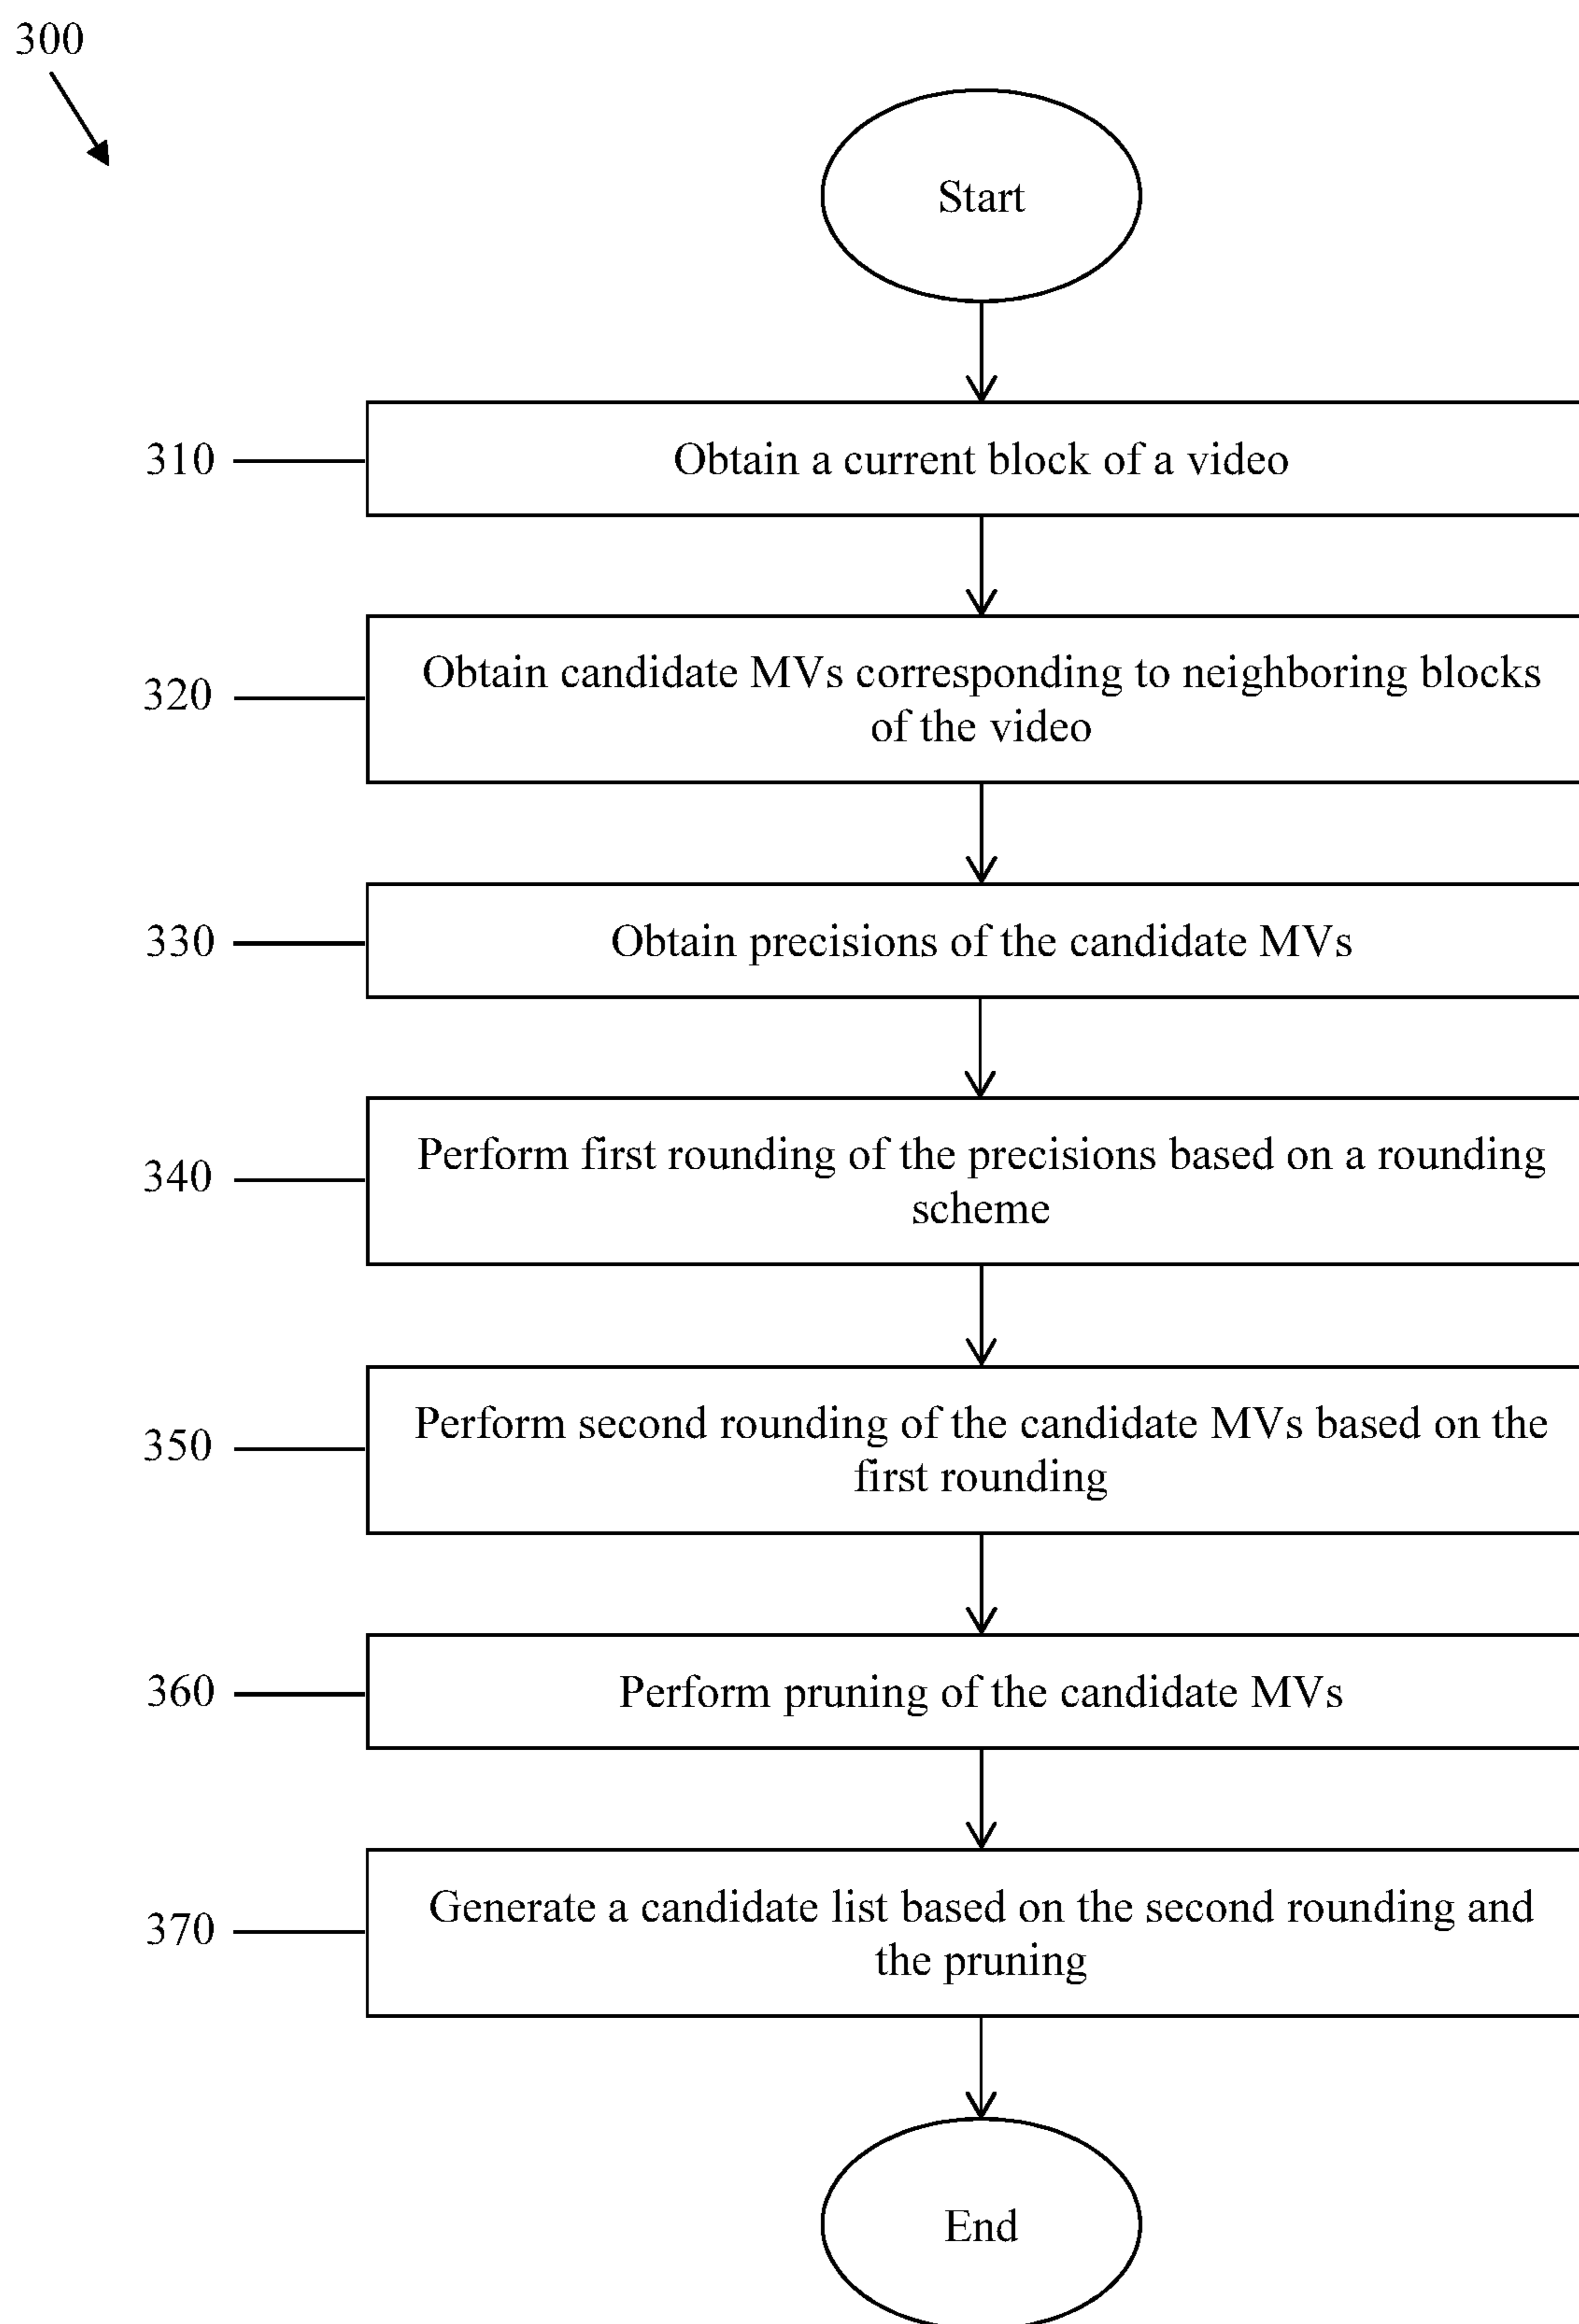 300
Start
310
Obtain a current block of a video
320
Obtain candidate MVs corresponding to neighboring blocks
of the video
330
Obtain precisions of the candidate MVs
340
Perform first rounding of the precisions based on a rounding
scheme
350
Perform second rounding of the candidate MVs based on the
first rounding
360
Perform pruning of the candidate MVs
370
Generate a candidate list based on the second rounding and
the pruning
End